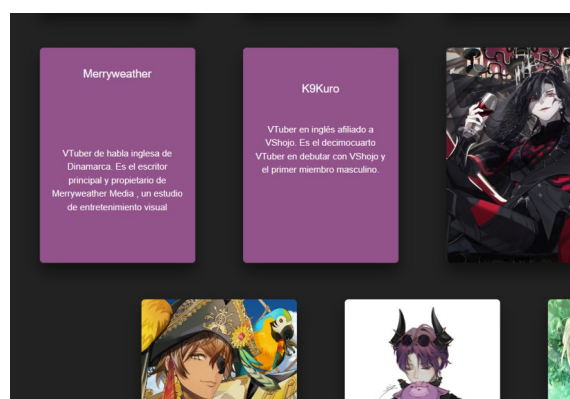 Merryweather
VTuber de habla inglesa de
Dinamarca. Es el escritor
principal y propietario de
Merryweather Media , un estudio
de entretenimiento visual
K9Kuro
VTuber en inglés afiliado a
VShojo. Es el decimocuarto
VTuber en debutar con VShojo y
el primer miembro masculino.